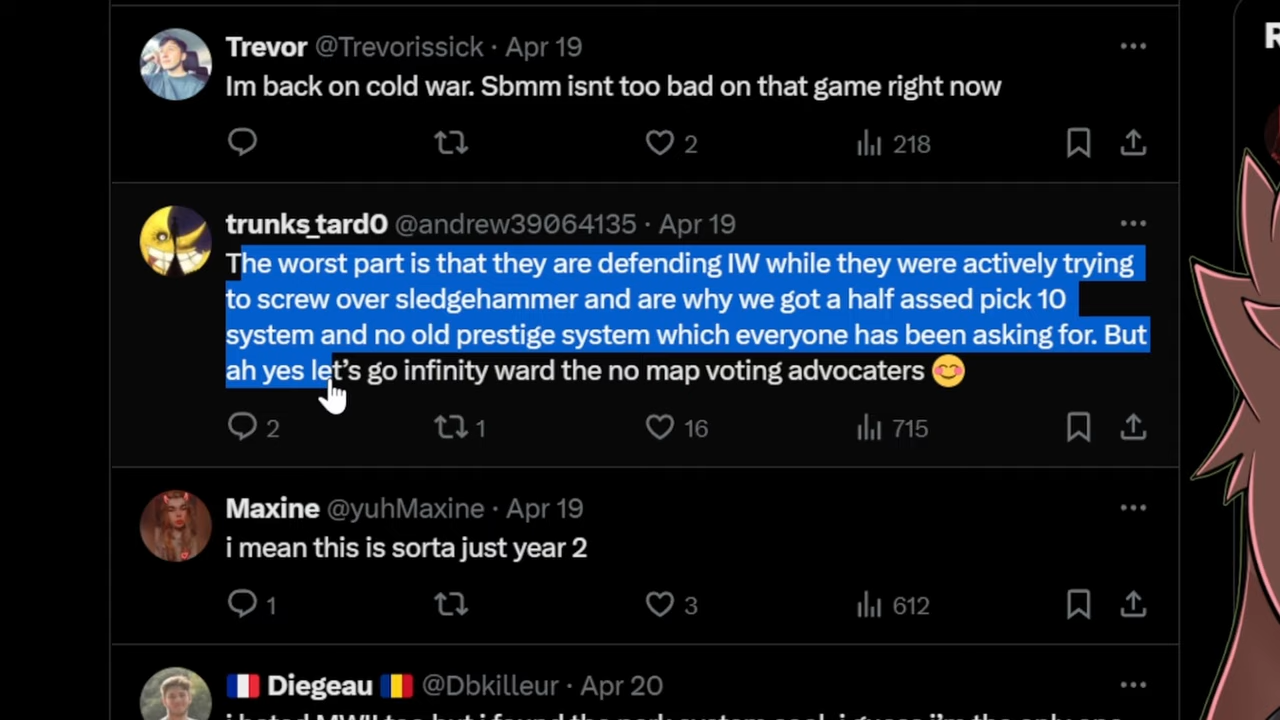 Trevor @Trevorissick · Apr 19
Im back on cold war. Sbmm isnt too bad on that game right now
2 218
trunks_tard0 @andrew39064135 · Apr 19
The worst part is that they are defending IW while they were actively trying
to screw over sledgehammer and are why we got a half assed pick 10
system and no old prestige system which everyone has been asking for. But
ah yes let’s go infinity ward the no map voting advocaters 😊
2 1 16 715
Maxine @yuhMaxine · Apr 19
i mean this is sorta just year 2
1 3 612
🇫🇷 Diegeau 🇷🇴 @Dbkilleur · Apr 20